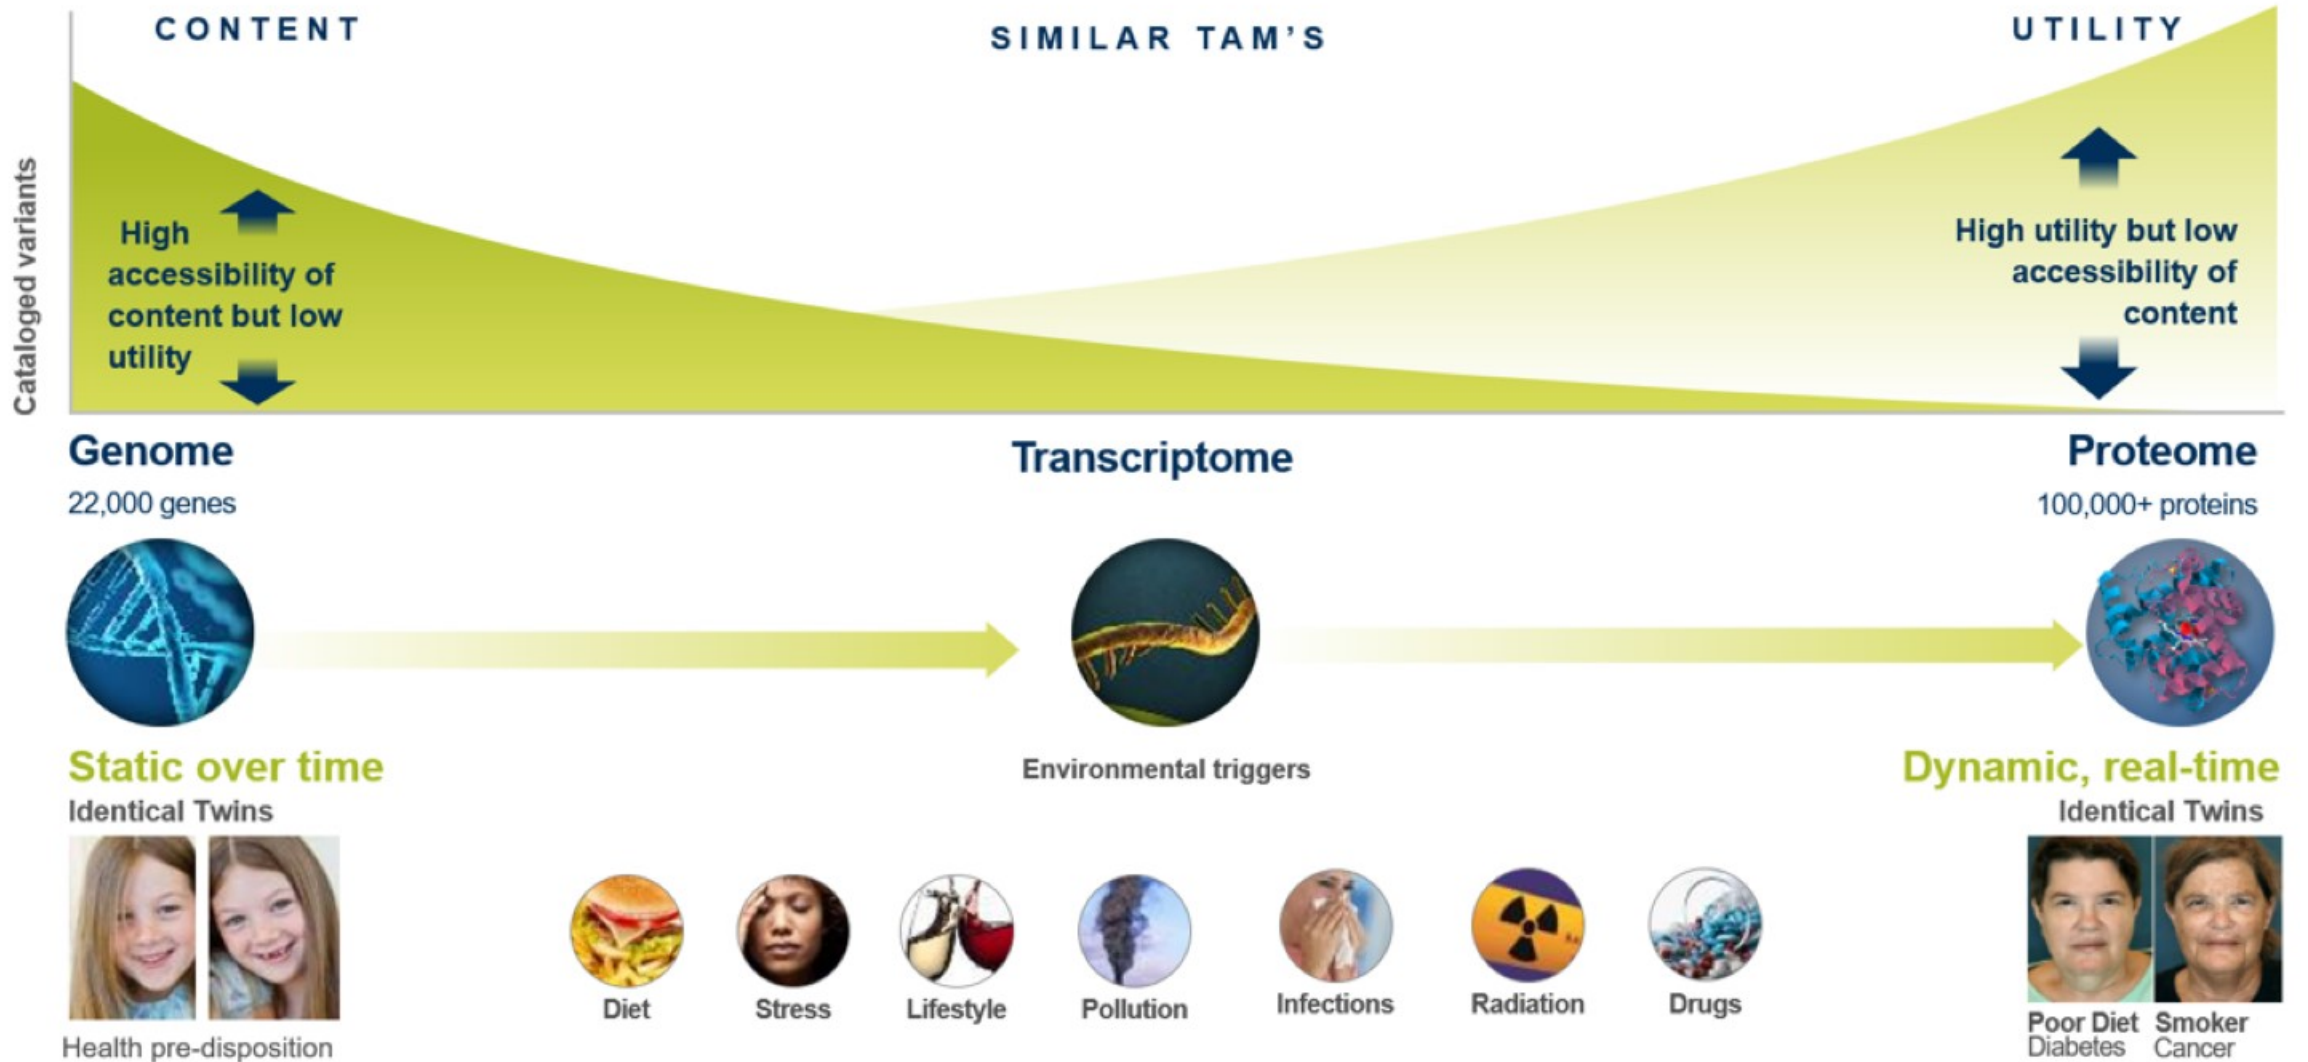 CONTENT
SIMILAR TAM'S
UTILITY
Cataloged variants
High
accessibility of
content but low
utility
High utility but low
accessibility of
content
Genome
22,000 genes
Transcriptome
Proteome
100,000+ proteins
Static over time
Identical Twins
Environmental triggers
Dynamic, real-time
Identical Twins
Diet
Stress
Lifestyle
Pollution
Infections
Radiation
Drugs
Health pre-disposition
Poor Diet
Diabetes
Smoker
Cancer